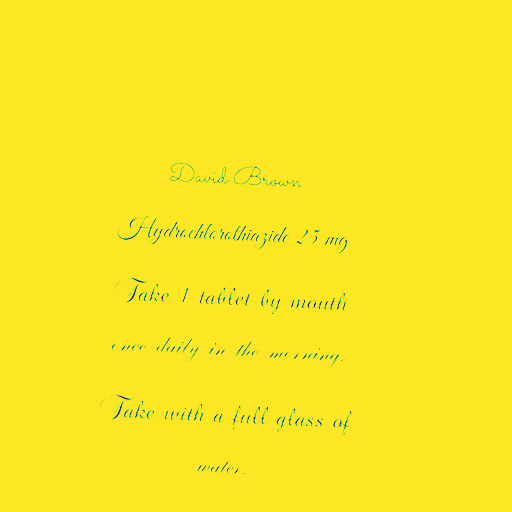 David Brown
Hydrochlorothiazide 25 mg
Take 1 tablet by mouth
once daily in the morning.
Take with a full glass of
water.